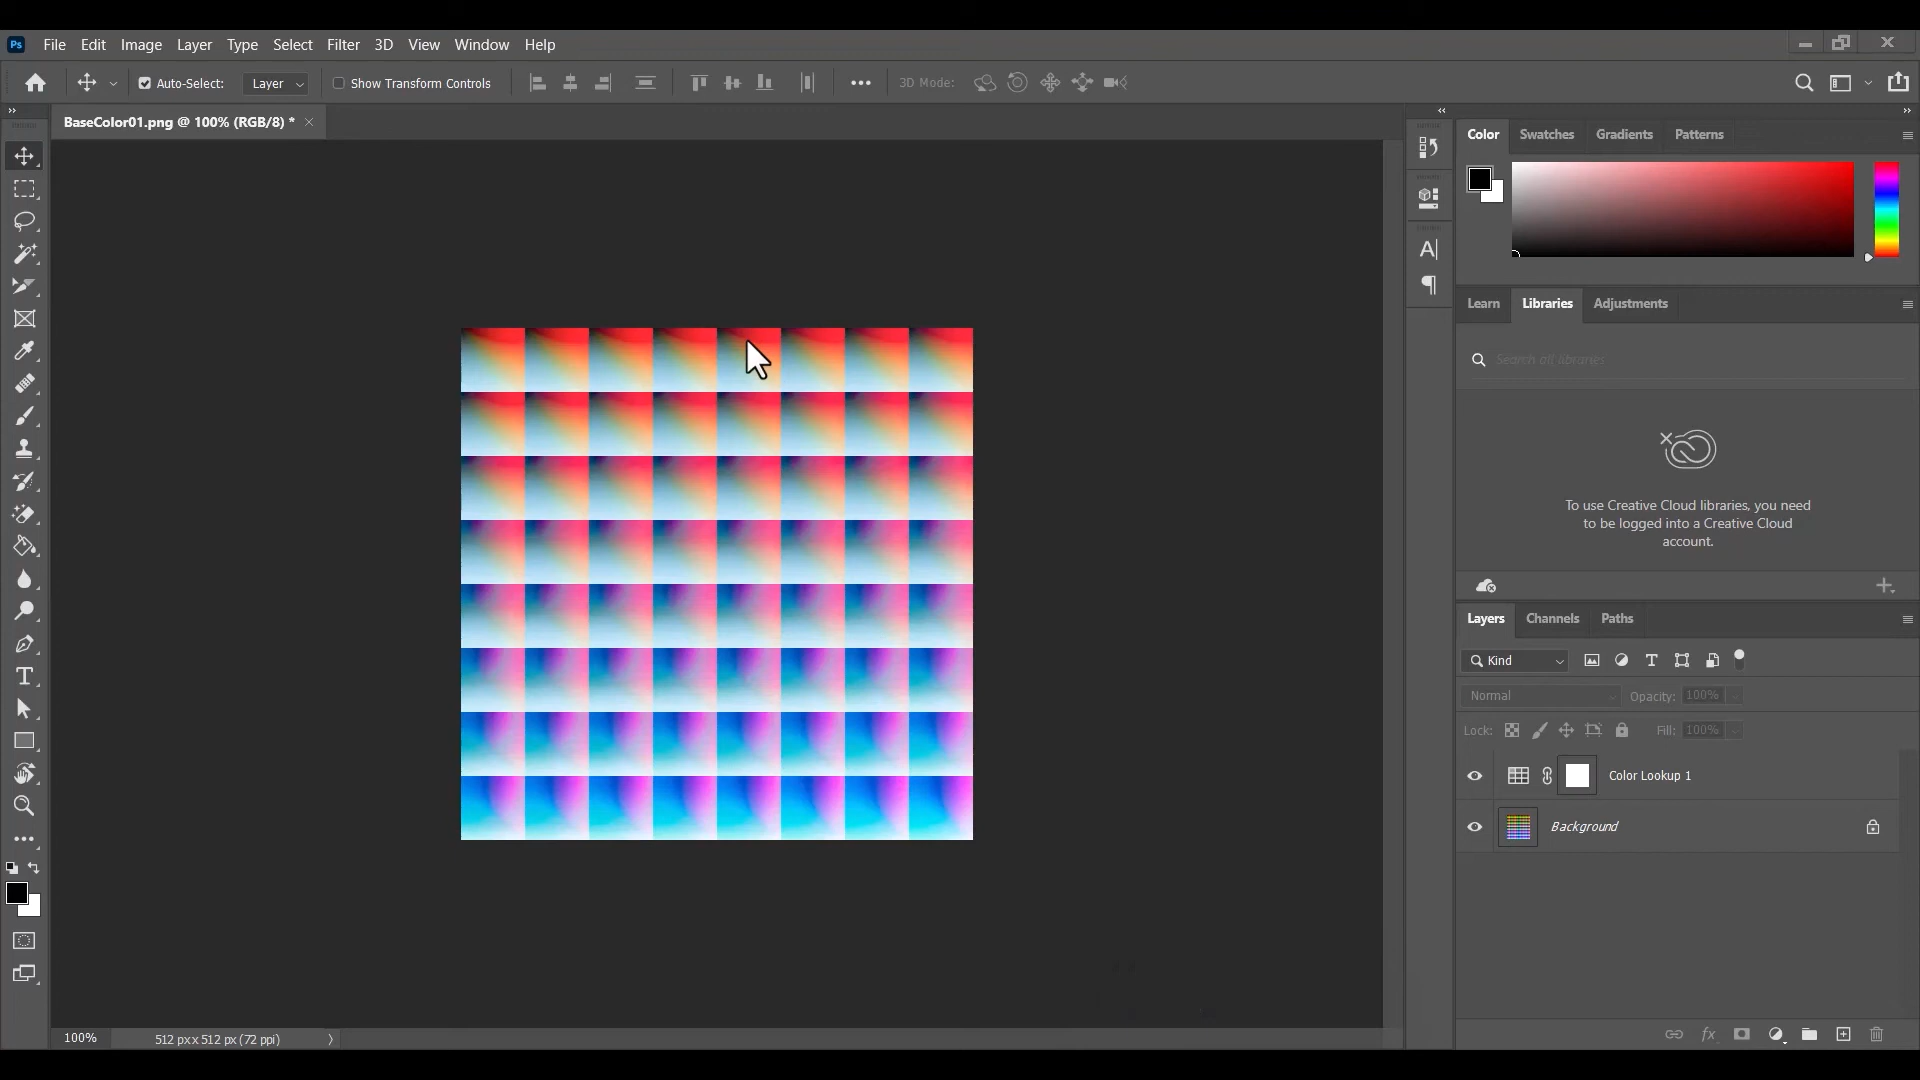 Ps File Edit Image Layer Type Select Filter 3D View Window Help
Auto-Select: Layer Show Transform Controls 3D Mode:
BaseColor01.png @ 100% (RGB/8) *
Color Swatches Gradients Patterns
Learn Libraries Adjustments
Search all libraries
To use Creative Cloud libraries, you need
to be logged into a Creative Cloud
account.
Layers Channels Paths
Kind
Normal Opacity: 100%
Lock: Fill: 100%
Color Lookup 1
Background
100% 512 px x 512 px (72 ppi)